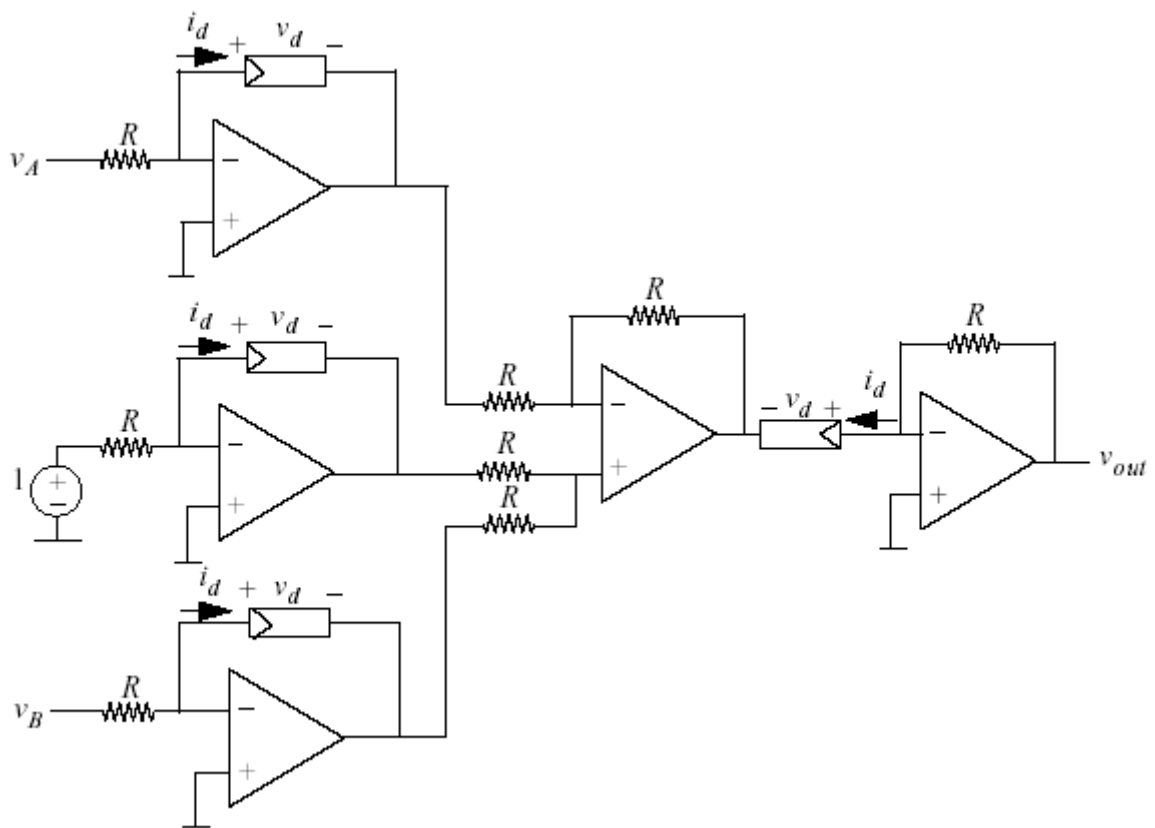 i_d + v_d −
R
v_A
−
+
i_d + v_d −
R
R
R
R
−
− v_d + i_d
R
−
1
+
−
−
+
R
+
v_out
+
i_d + v_d −
R
v_B
−
+